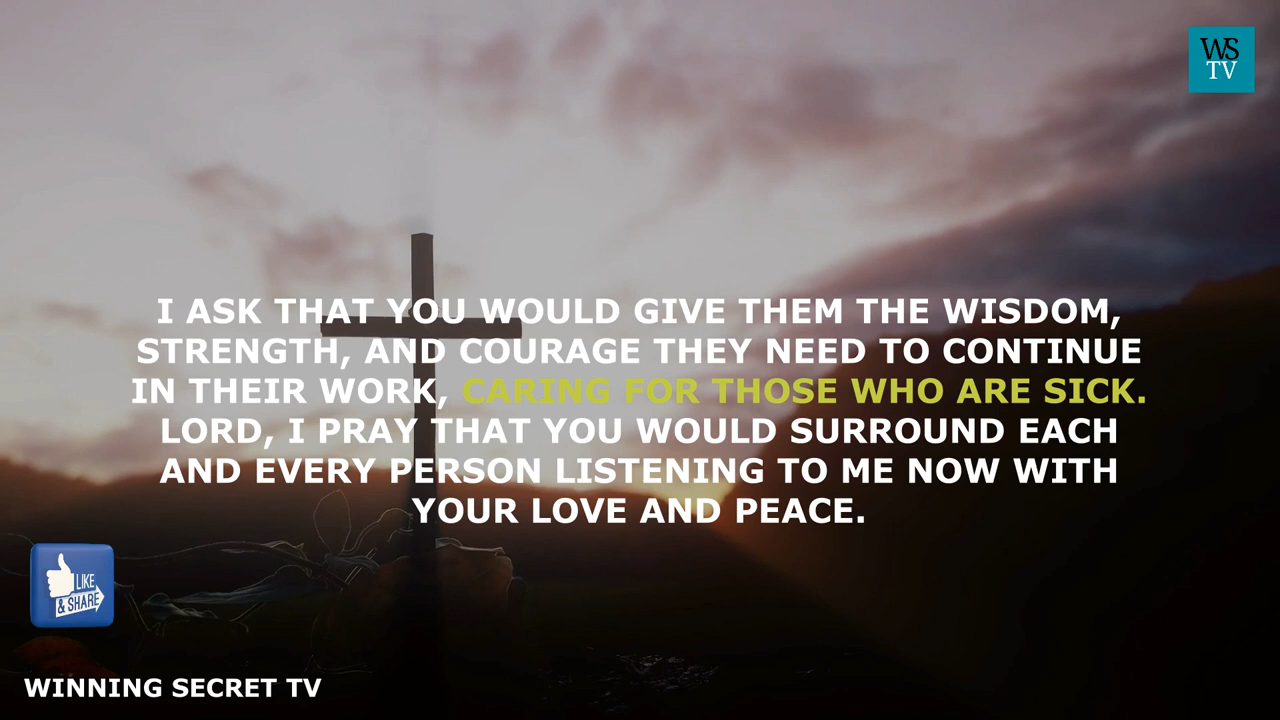 WS
TV
I ASK THAT YOU WOULD GIVE THEM THE WISDOM,
STRENGTH, AND COURAGE THEY NEED TO CONTINUE
IN THEIR WORK, CARING FOR THOSE WHO ARE SICK.
LORD, I PRAY THAT YOU WOULD SURROUND EACH
AND EVERY PERSON LISTENING TO ME NOW WITH
YOUR LOVE AND PEACE.
LIKE
& SHARE
WINNING SECRET TV